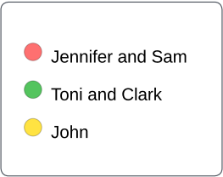 Jennifer and Sam
Toni and Clark
John